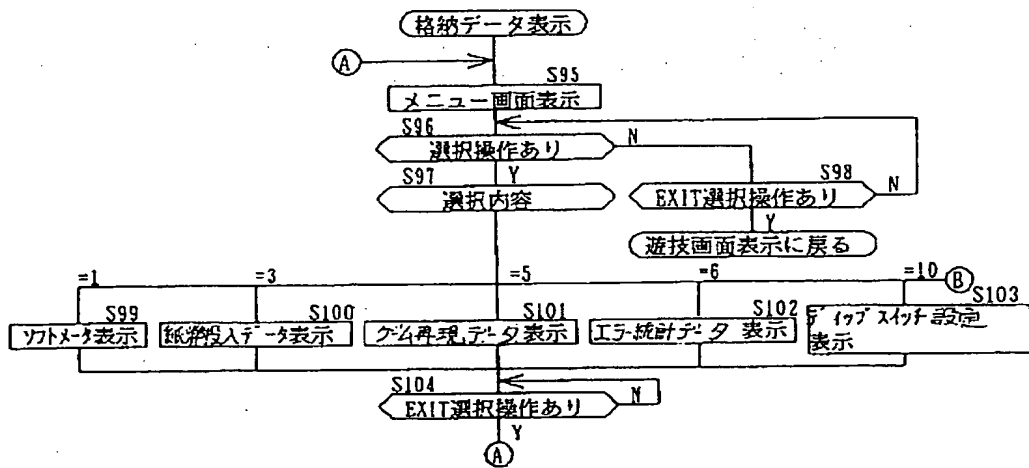 格納データ表示
A
S95
メニュー画面表示
S96
選択操作あり
N
S97
Y
選択内容
S98
EXIT選択操作あり
N
Y
遊技画面表示に戻る
=1
=3
=5
=6
=10
B
S99
ソフトメータ表示
S100
紙幣投入データ表示
S101
ゲーム再現データ表示
S102
エラー統計データ表示
S103
ディップスイッチ設定
表示
S104
EXIT選択操作あり
N
Y
A